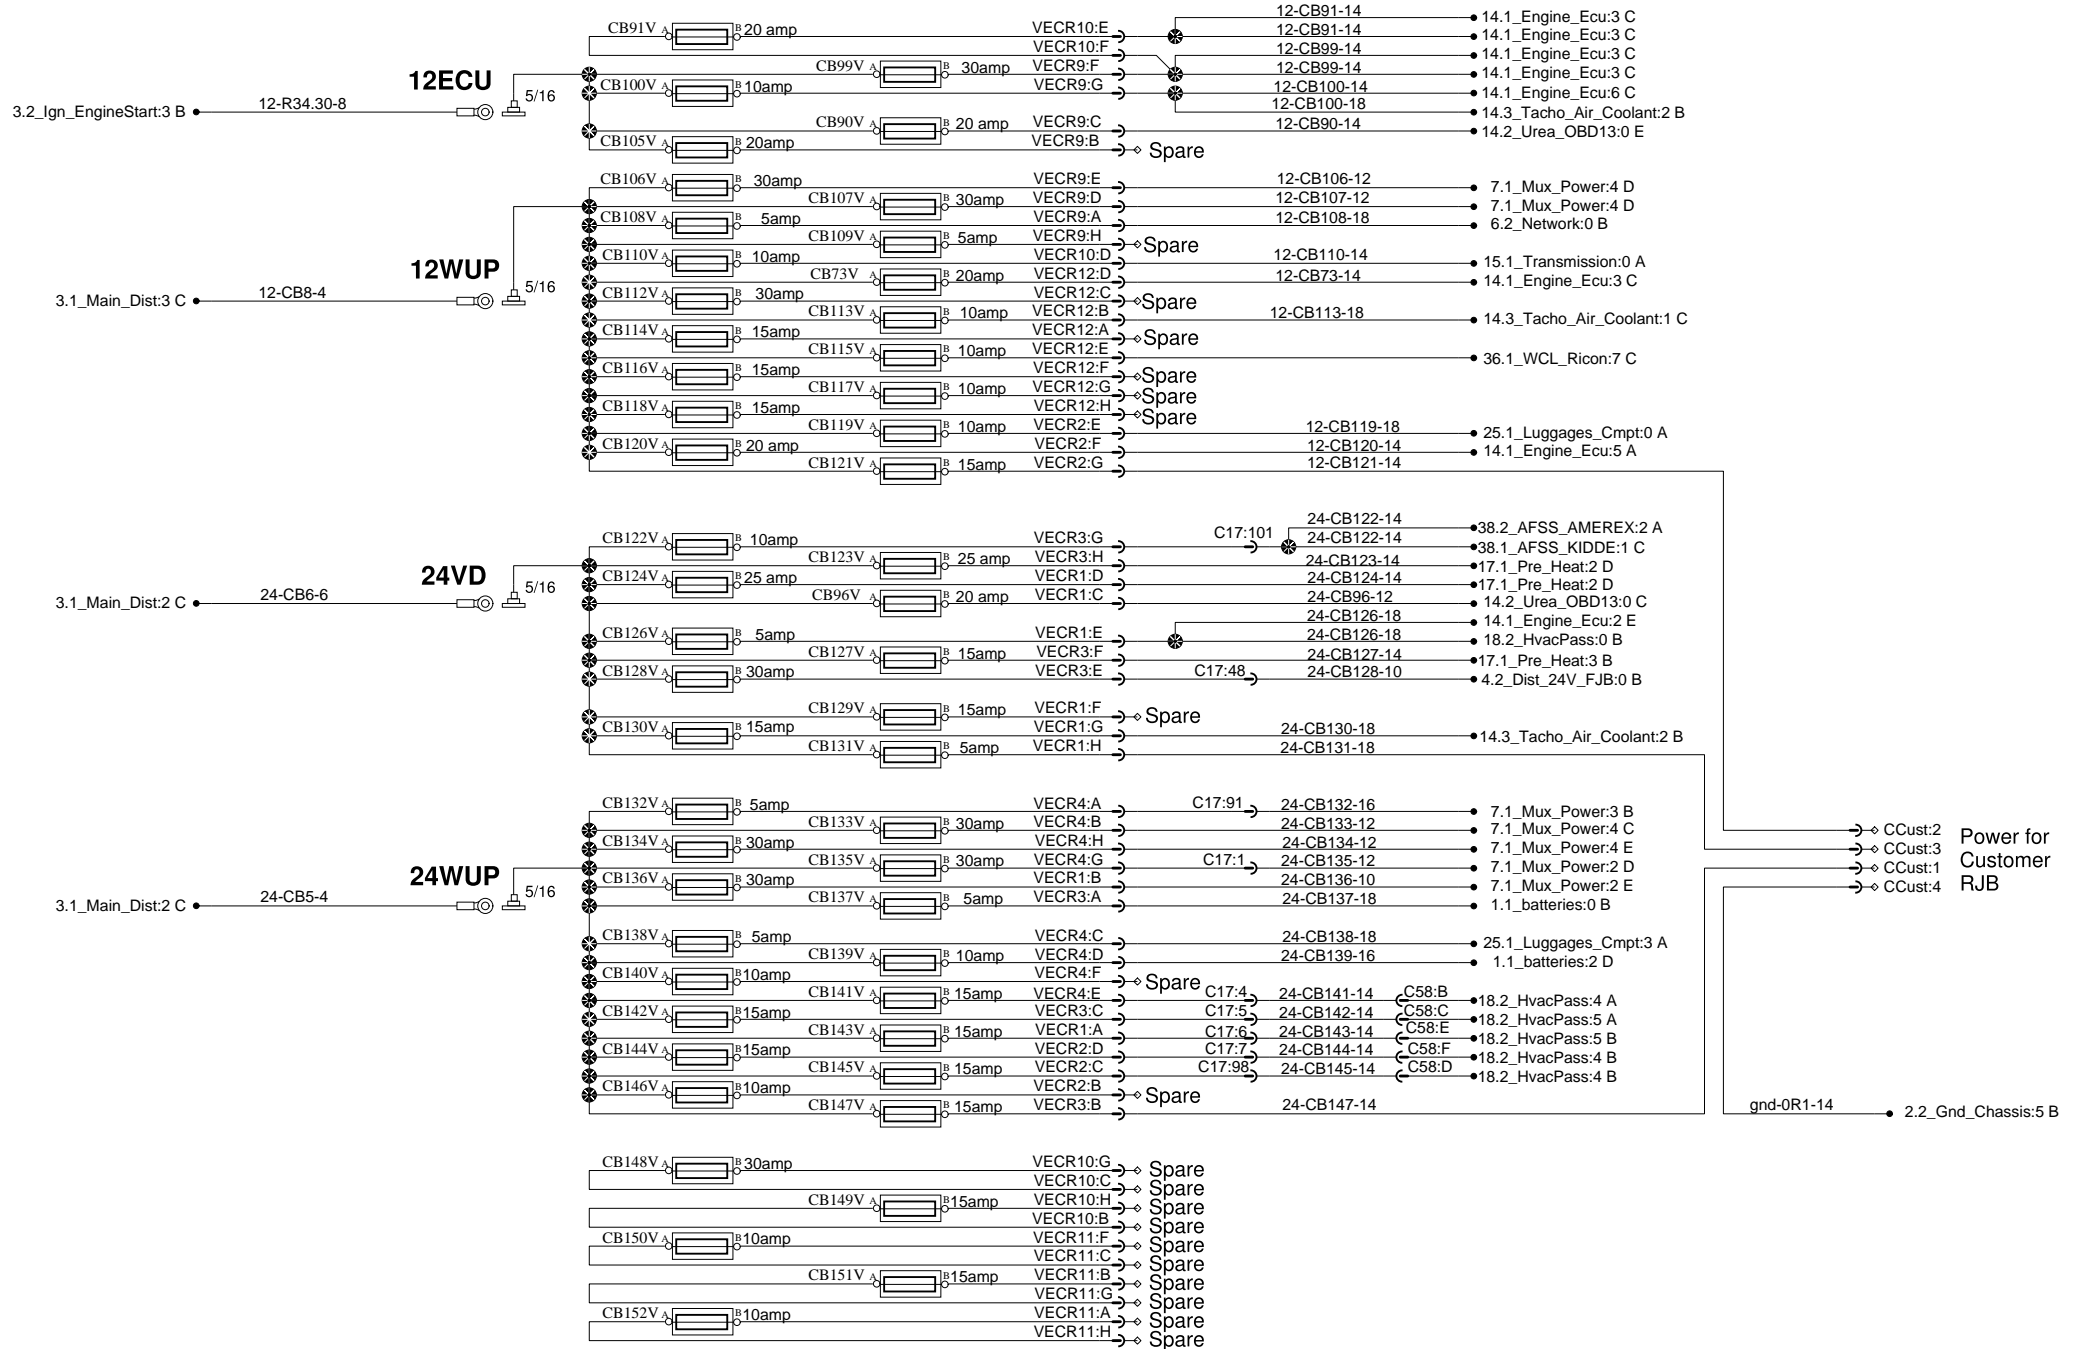 CB91V A B 20 amp VECR10:E 12-CB91-14 14.1_Engine_Ecu:3 C
12-CB91-14 14.1_Engine_Ecu:3 C
VECR10:F 12-CB99-14 14.1_Engine_Ecu:3 C
12ECU CB99V A B 30amp VECR9:F 12-CB99-14 14.1_Engine_Ecu:3 C
CB100V A B 10amp VECR9:G 12-CB100-14 14.1_Engine_Ecu:6 C
3.2_Ign_EngineStart:3 B 12-R34.30-8 5/16 12-CB100-18 14.3_Tacho_Air_Coolant:2 B
CB90V A B 20 amp VECR9:C 12-CB90-14 14.2_Urea_OBD13:0 E
CB105V A B 20amp VECR9:B Spare
CB106V A B 30amp VECR9:E 12-CB106-12 7.1_Mux_Power:4 D
CB107V A B 30amp VECR9:D 12-CB107-12 7.1_Mux_Power:4 D
CB108V A B 5amp VECR9:A 12-CB108-18 6.2_Network:0 B
CB109V A B 5amp VECR9:H Spare
12WUP CB110V A B 10amp VECR10:D 12-CB110-14 15.1_Transmission:0 A
CB73V A B 20amp VECR12:D 12-CB73-14 14.1_Engine_Ecu:3 C
3.1_Main_Dist:3 C 12-CB8-4 5/16 CB112V A B 30amp VECR12:C Spare
CB113V A B 10amp VECR12:B 12-CB113-18 14.3_Tacho_Air_Coolant:1 C
CB114V A B 15amp VECR12:A Spare
CB115V A B 10amp VECR12:E 36.1_WCL_Ricon:7 C
CB116V A B 15amp VECR12:F Spare
CB117V A B 10amp VECR12:G Spare
CB118V A B 15amp VECR12:H Spare
CB119V A B 10amp VECR2:E 12-CB119-18 25.1_Luggages_Cmpt:0 A
CB120V A B 20 amp VECR2:F 12-CB120-14 14.1_Engine_Ecu:5 A
CB121V A B 15amp VECR2:G 12-CB121-14
24-CB122-14 38.2_AFSS_AMEREX:2 A
CB122V A B 10amp VECR3:G C17:101 24-CB122-14 38.1_AFSS_KIDDE:1 C
CB123V A B 25 amp VECR3:H 24-CB123-14 17.1_Pre_Heat:2 D
24VD CB124V A B 25 amp VECR1:D 24-CB124-14 17.1_Pre_Heat:2 D
3.1_Main_Dist:2 C 24-CB6-6 5/16 CB96V A B 20 amp VECR1:C 24-CB96-12 14.2_Urea_OBD13:0 C
24-CB126-18 14.1_Engine_Ecu:2 E
CB126V A B 5amp VECR1:E 24-CB126-18 18.2_HvacPass:0 B
CB127V A B 15amp VECR3:F 24-CB127-14 17.1_Pre_Heat:3 B
CB128V A B 30amp VECR3:E C17:48 24-CB128-10 4.2_Dist_24V_FJB:0 B
CB129V A B 15amp VECR1:F Spare
CB130V A B 15amp VECR1:G 24-CB130-18 14.3_Tacho_Air_Coolant:2 B
CB131V A B 5amp VECR1:H 24-CB131-18
CB132V A B 5amp VECR4:A C17:91 24-CB132-16 7.1_Mux_Power:3 B
CB133V A B 30amp VECR4:B 24-CB133-12 7.1_Mux_Power:4 C
CCust:2 Power for
CB134V A B 30amp VECR4:H 24-CB134-12 7.1_Mux_Power:4 E
CCust:3 Customer
CB135V A B 30amp VECR4:G C17:1 24-CB135-12 7.1_Mux_Power:2 D
CCust:1 RJB
24WUP CB136V A B 30amp VECR1:B 24-CB136-10 7.1_Mux_Power:2 E
CCust:4
3.1_Main_Dist:2 C 24-CB5-4 5/16 CB137V A B 5amp VECR3:A 24-CB137-18 1.1_batteries:0 B
CB138V A B 5amp VECR4:C 24-CB138-18 25.1_Luggages_Cmpt:3 A
CB139V A B 10amp VECR4:D 24-CB139-16 1.1_batteries:2 D
CB140V A B 10amp VECR4:F Spare
CB141V A B 15amp VECR4:E C17:4 24-CB141-14 C58:B 18.2_HvacPass:4 A
CB142V A B 15amp VECR3:C C17:5 24-CB142-14 C58:C 18.2_HvacPass:5 A
CB143V A B 15amp VECR1:A C17:6 24-CB143-14 C58:E 18.2_HvacPass:5 B
CB144V A B 15amp VECR2:D C17:7 24-CB144-14 C58:F 18.2_HvacPass:4 B
CB145V A B 15amp VECR2:C C17:98 24-CB145-14 C58:D 18.2_HvacPass:4 B
CB146V A B 10amp VECR2:B Spare
CB147V A B 15amp VECR3:B 24-CB147-14 gnd-0R1-14 2.2_Gnd_Chassis:5 B
CB148V A B 30amp VECR10:G Spare
VECR10:C Spare
CB149V A B 15amp VECR10:H Spare
VECR10:B Spare
CB150V A B 10amp VECR11:F Spare
VECR11:C Spare
CB151V A B 15amp VECR11:B Spare
VECR11:G Spare
CB152V A B 10amp VECR11:A Spare
VECR11:H Spare